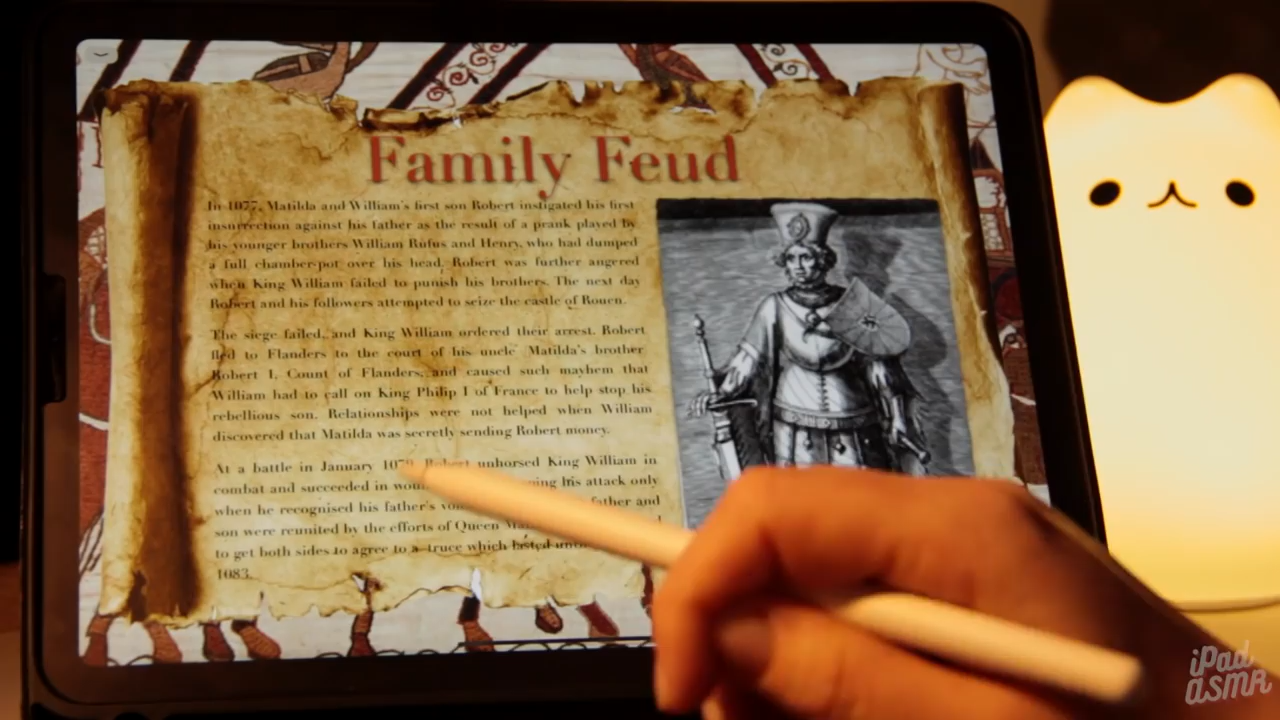 Family Feud
In 1077, Matilda and William's first son Robert instigated his first
insurrection against his father as the result of a prank played by
his younger brothers William Rufus and Henry, who had dumped
a full chamber-pot over his head. Robert was further angered
when King William failed to punish his brothers. The next day
Robert and his followers attempted to seize the castle of Rouen.
The siege failed, and King William ordered their arrest. Robert
fled to Flanders to the court of his uncle Matilda's brother
Robert I, Count of Flanders, and caused such mayhem that
William had to call on King Philip I of France to help stop his
rebellious son. Relationships were not helped when William
discovered that Matilda was secretly sending Robert money.
At a battle in January Robert unhorsed King William in
combat and succeeded in his attack only
when he recognised his father's father and
son were reunited by the efforts of Queen
to get both sides to agree to a truce which lasted
1083.
iPad
ASMR